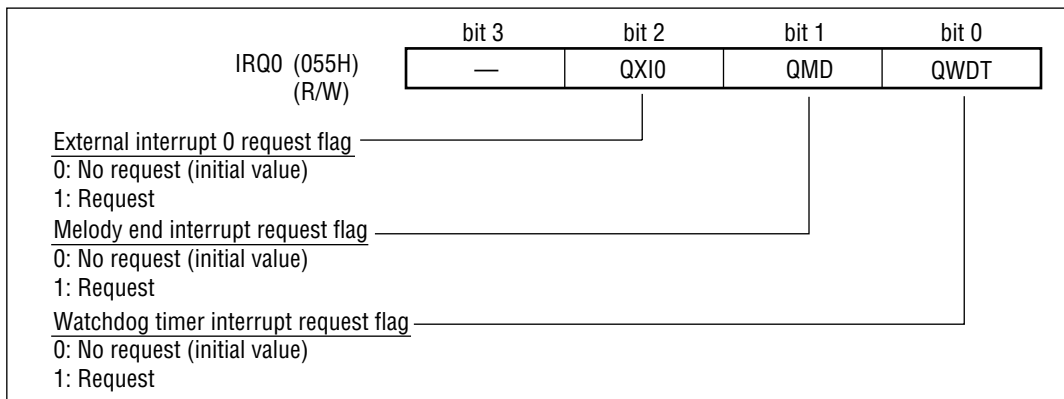 bit 3 bit 2 bit 1 bit 0
IRQ0 (055H) — QXI0 QMD QWDT
(R/W)
External interrupt 0 request flag
0: No request (initial value)
1: Request
Melody end interrupt request flag
0: No request (initial value)
1: Request
Watchdog timer interrupt request flag
0: No request (initial value)
1: Request